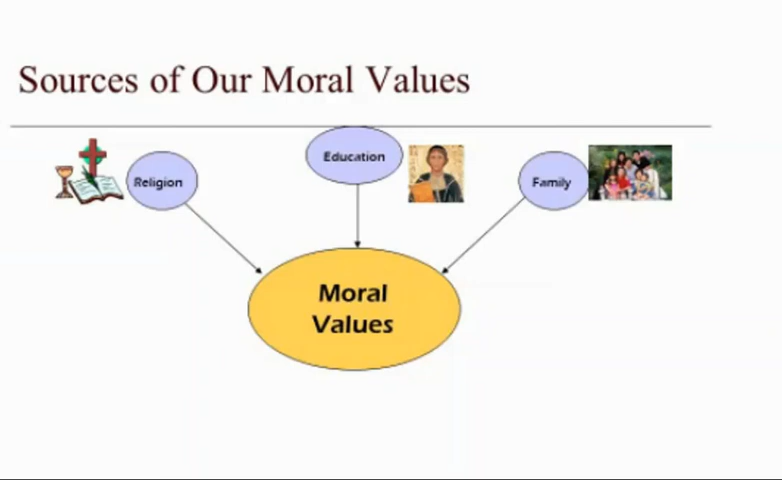 Sources of Our Moral Values
Religion
Education
Family
Moral
Values